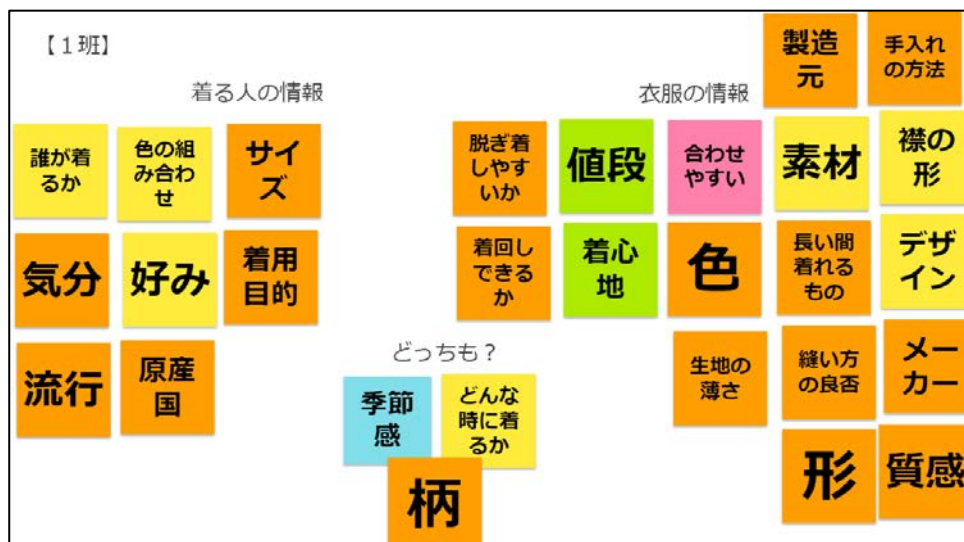 【1班】
着る人の情報
誰が着
るか
色の組
み合わ
せ
サイ
ズ
気分
好み
着用
目的
流行
原産
国
どっちも？
季節
感
どんな
時に着
るか
柄
衣服の情報
製造
元
手入れ
の方法
脱ぎ着
しやす
いか
値段
合わせ
やすい
素材
襟の
形
着回し
できる
か
着心
地
色
長い間
着れる
もの
デザ
イン
生地の
薄さ
縫い方
の良否
メー
カー
形
質感